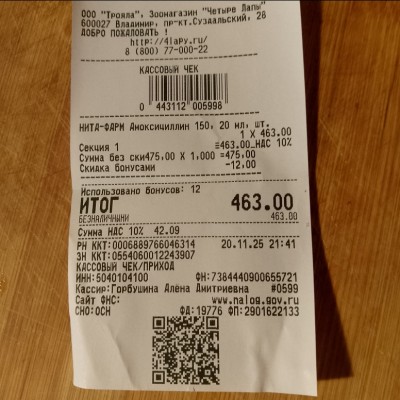 ООО "Трояла", Зоомагазин "Четыре Лапы"
600027 Владимир, пр-кт.Суздальский, 28
ДОБРО ПОЖАЛОВАТЬ !
http://4lapy.ru/
8 (800) 77-000-22
КАССОВЫЙ ЧЕК
0 443112 005998
НИТА-ФАРМ Амоксициллин 150, 20 мл, шт.
1 X 463.00
Секция 1 ≡463.00_НДС 10%
Сумма без ски475,00 X 1,000 =475,00
Скидка бонусами -12,00
Использовано бонусов: 12
ИТОГ 463.00
БЕЗНАЛИЧНЫМИ 463.00
Сумма НДС 10% 42.09
РН ККТ:0006889766046314 20.11.25 21:41
ЗН ККТ:0554060012243907
КАССОВЫЙ ЧЕК/ПРИХОД
ИНН:5040104100 ФН:7384440900655721
Кассир:Горбушина Алёна Дмитриевна #0599
Сайт ФНС: www.nalog.gov.ru
СНО:ОСН ФД:19776 ФП:2901622133